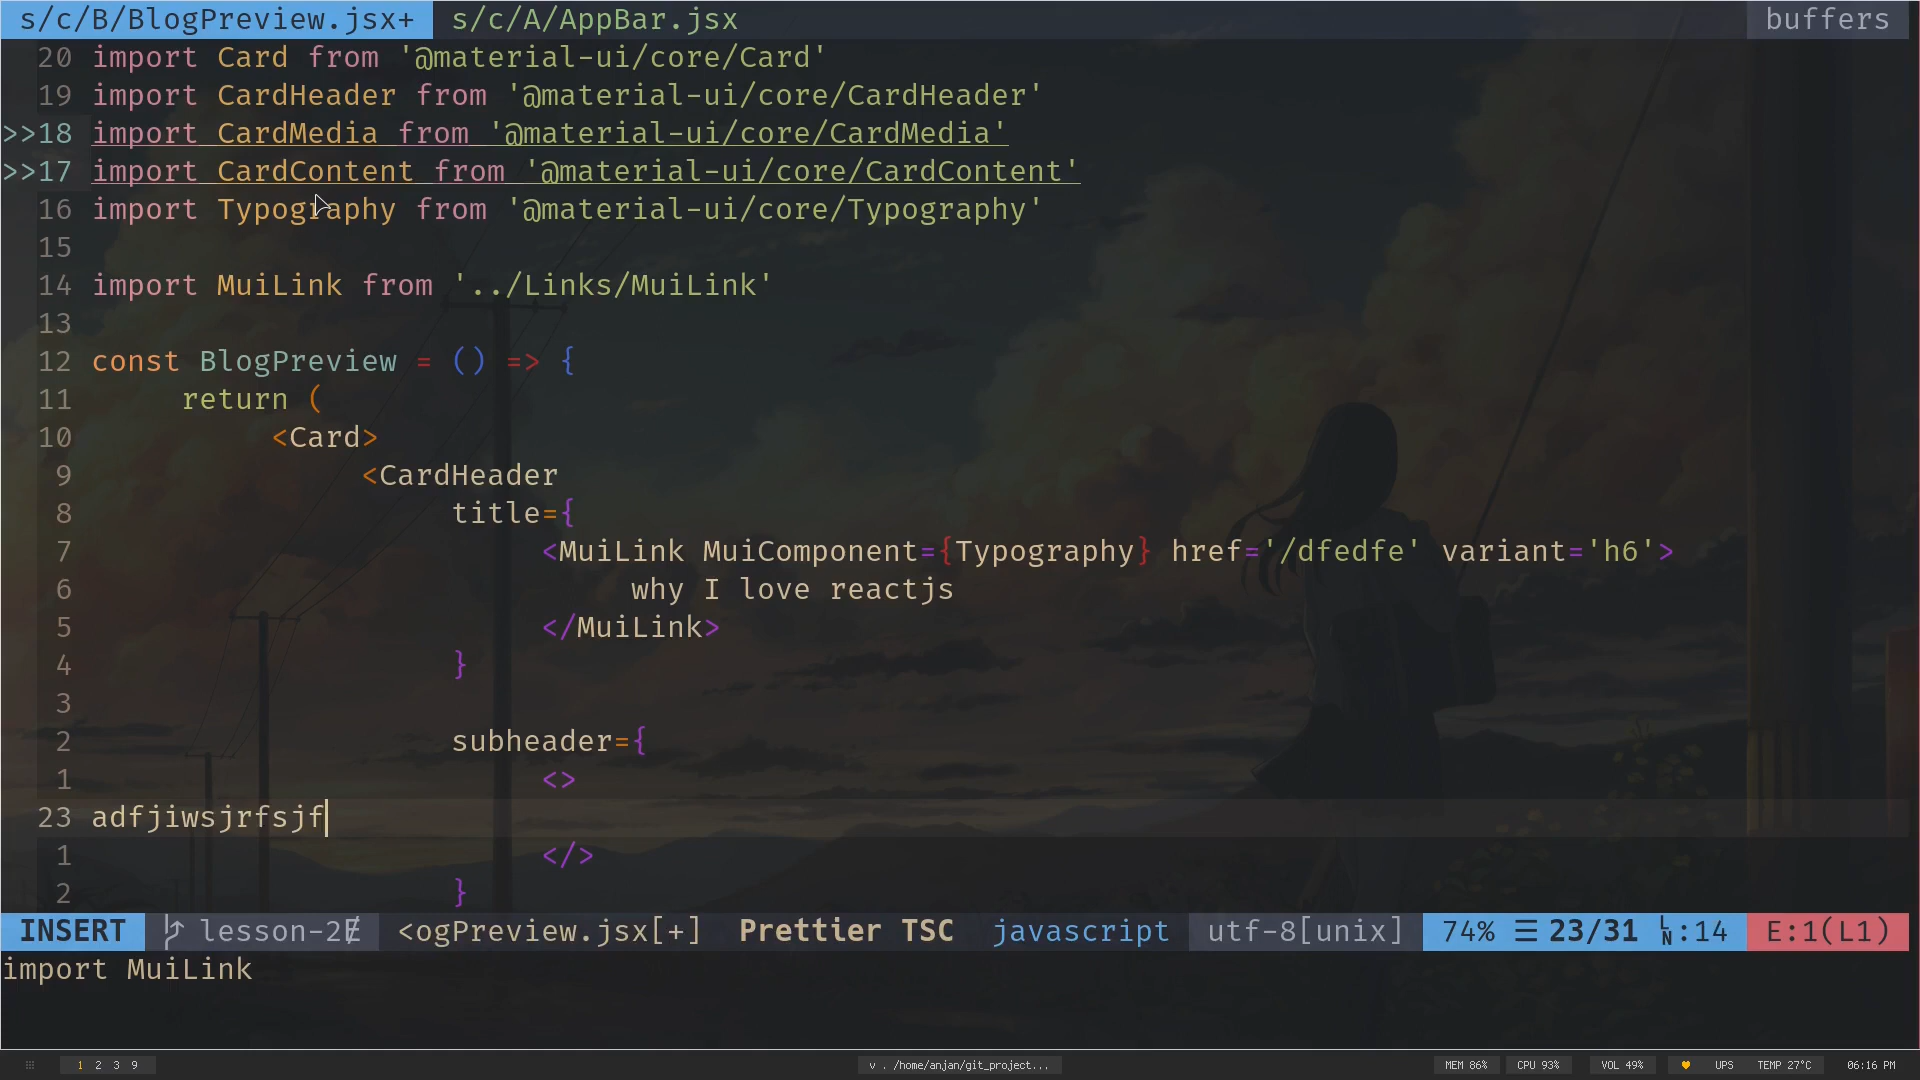 s/c/B/BlogPreview.jsx+ s/c/A/AppBar.jsx buffers
20 import Card from '@material-ui/core/Card'
19 import CardHeader from '@material-ui/core/CardHeader'
>>18 import CardMedia from '@material-ui/core/CardMedia'
>>17 import CardContent from '@material-ui/core/CardContent'
16 import Typography from '@material-ui/core/Typography'
15
14 import MuiLink from '../Links/MuiLink'
13
12 const BlogPreview = () => {
11 return (
10 <Card>
9 <CardHeader
8 title={
7 <MuiLink MuiComponent={Typography} href='/dfedfe' variant='h6'>
6 why I love reactjs
5 </MuiLink>
4 }
3
2 subheader={
1 <>
23 adfjiwsjrfsjf
1 </>
2 }
INSERT lesson-2 <ogPreview.jsx[+] Prettier TSC javascript utf-8[unix] 74% ☰ 23/31 LN:14 E:1(L1)
import MuiLink
1 2 3 9 v . /home/anjan/git_project... MEM 86% CPU 93% VOL 49% UPS TEMP 27°C 06:16 PM